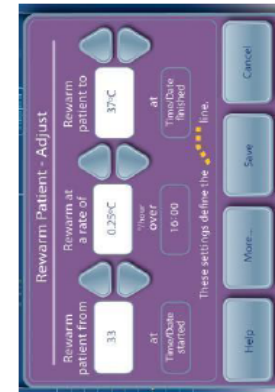 Rewarm Patient - Adjust
Rewarm
patient from
33
at
Time/Date
started
Rewarm at
a rate of
0.25°C
°/hour
over
16:00
Rewarm
patient to
37°C
at
Time/Date
finished
These settings define the line.
Help
More...
Save
Cancel